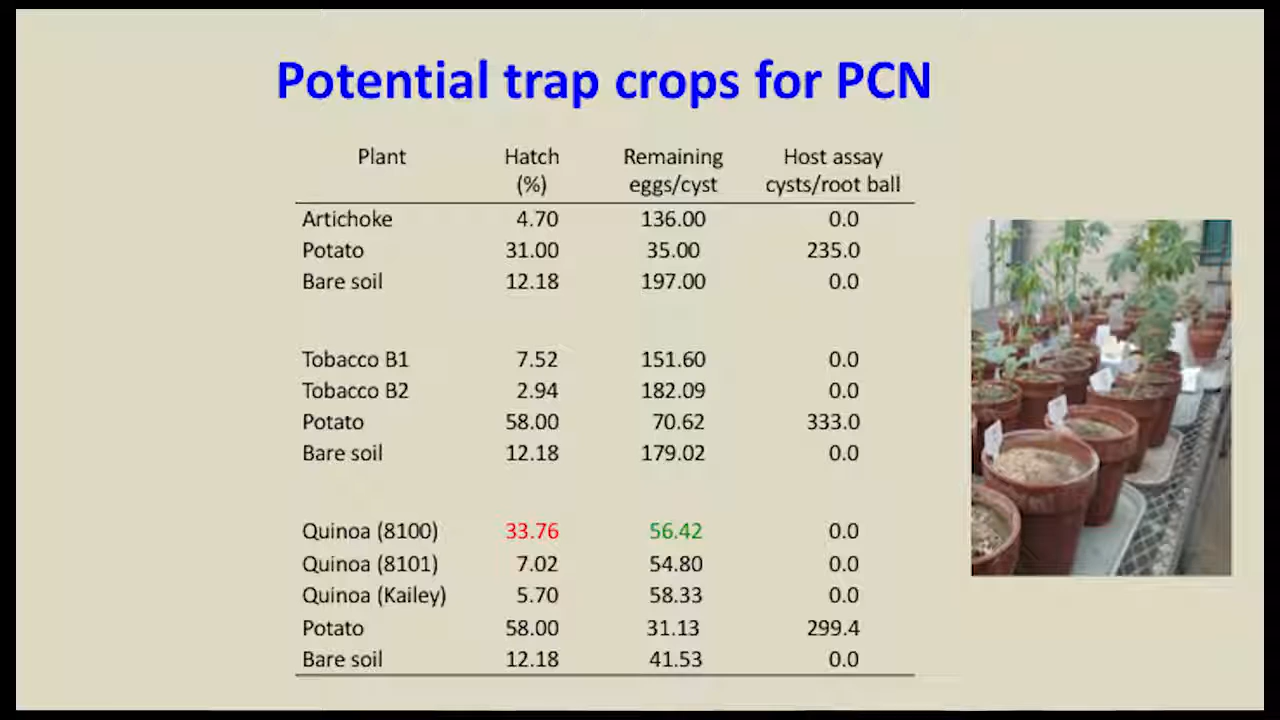 Potential trap crops for PCN
Plant Hatch Remaining Host assay
(%) eggs/cyst cysts/root ball
Artichoke 4.70 136.00 0.0
Potato 31.00 35.00 235.0
Bare soil 12.18 197.00 0.0
Tobacco B1 7.52 151.60 0.0
Tobacco B2 2.94 182.09 0.0
Potato 58.00 70.62 333.0
Bare soil 12.18 179.02 0.0
Quinoa (8100) 33.76 56.42 0.0
Quinoa (8101) 7.02 54.80 0.0
Quinoa (Kailey) 5.70 58.33 0.0
Potato 58.00 31.13 299.4
Bare soil 12.18 41.53 0.0